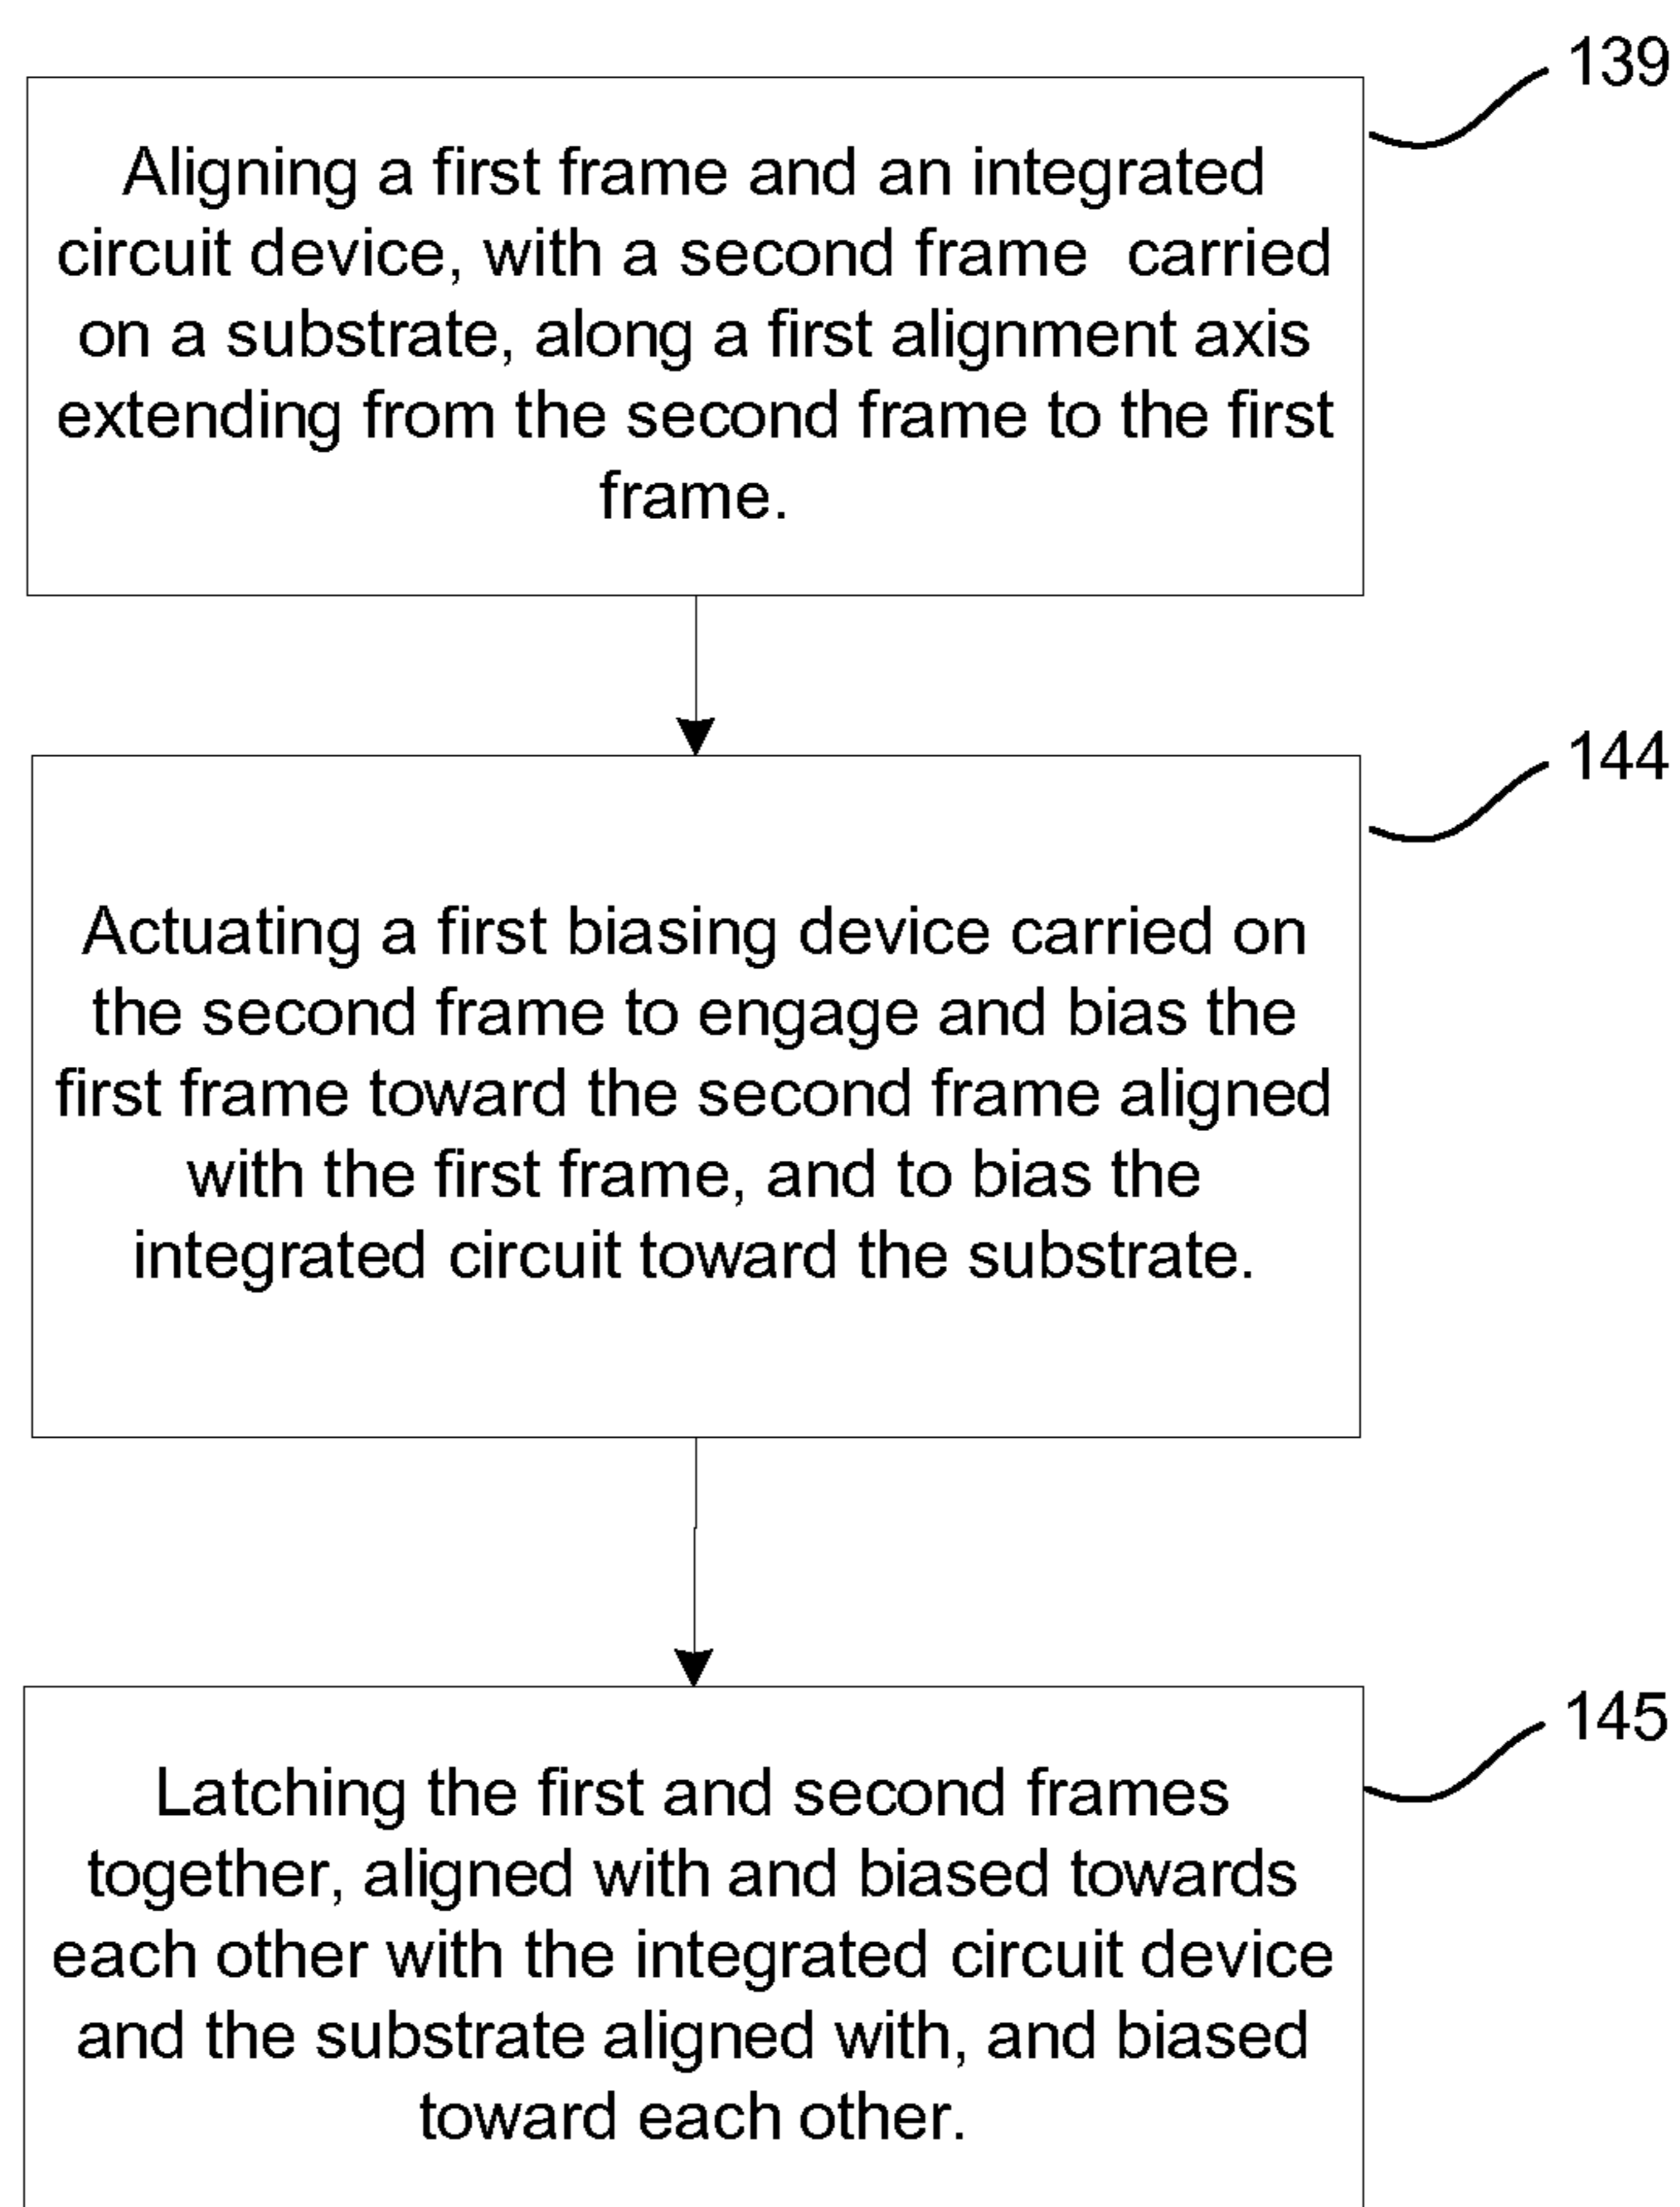 139
Aligning a first frame and an integrated
circuit device, with a second frame carried
on a substrate, along a first alignment axis
extending from the second frame to the first
frame.
144
Actuating a first biasing device carried on
the second frame to engage and bias the
first frame toward the second frame aligned
with the first frame, and to bias the
integrated circuit toward the substrate.
145
Latching the first and second frames
together, aligned with and biased towards
each other with the integrated circuit device
and the substrate aligned with, and biased
toward each other.